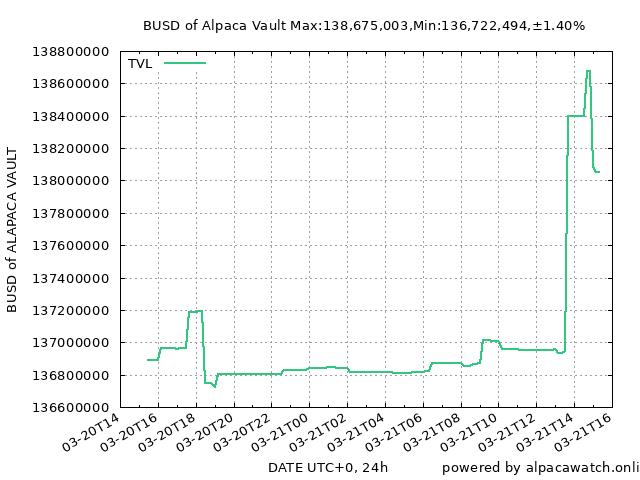 BUSD of Alpaca Vault Max:138,675,003,Min:136,722,494,±1.40%
138800000
TVL
138600000
138400000
138200000
138000000
137800000
137600000
137400000
137200000
137000000
136800000
136600000
BUSD of ALAPACA VAULT
03-20T14
03-20T16
03-20T18
03-20T20
03-20T22
03-21T00
03-21T02
03-21T04
03-21T06
03-21T08
03-21T10
03-21T12
03-21T14
03-21T16
DATE UTC+0, 24h
powered by alpacawatch.onli